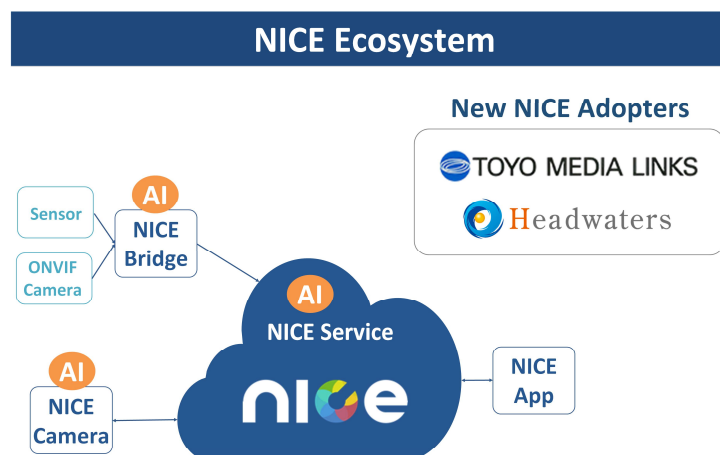 NICE Ecosystem
New NICE Adopters
TOYO MEDIA LINKS
Headwaters
AI
Sensor
NICE
Bridge
ONVIF
Camera
AI
NICE Service
nice
NICE
App
AI
NICE
Camera